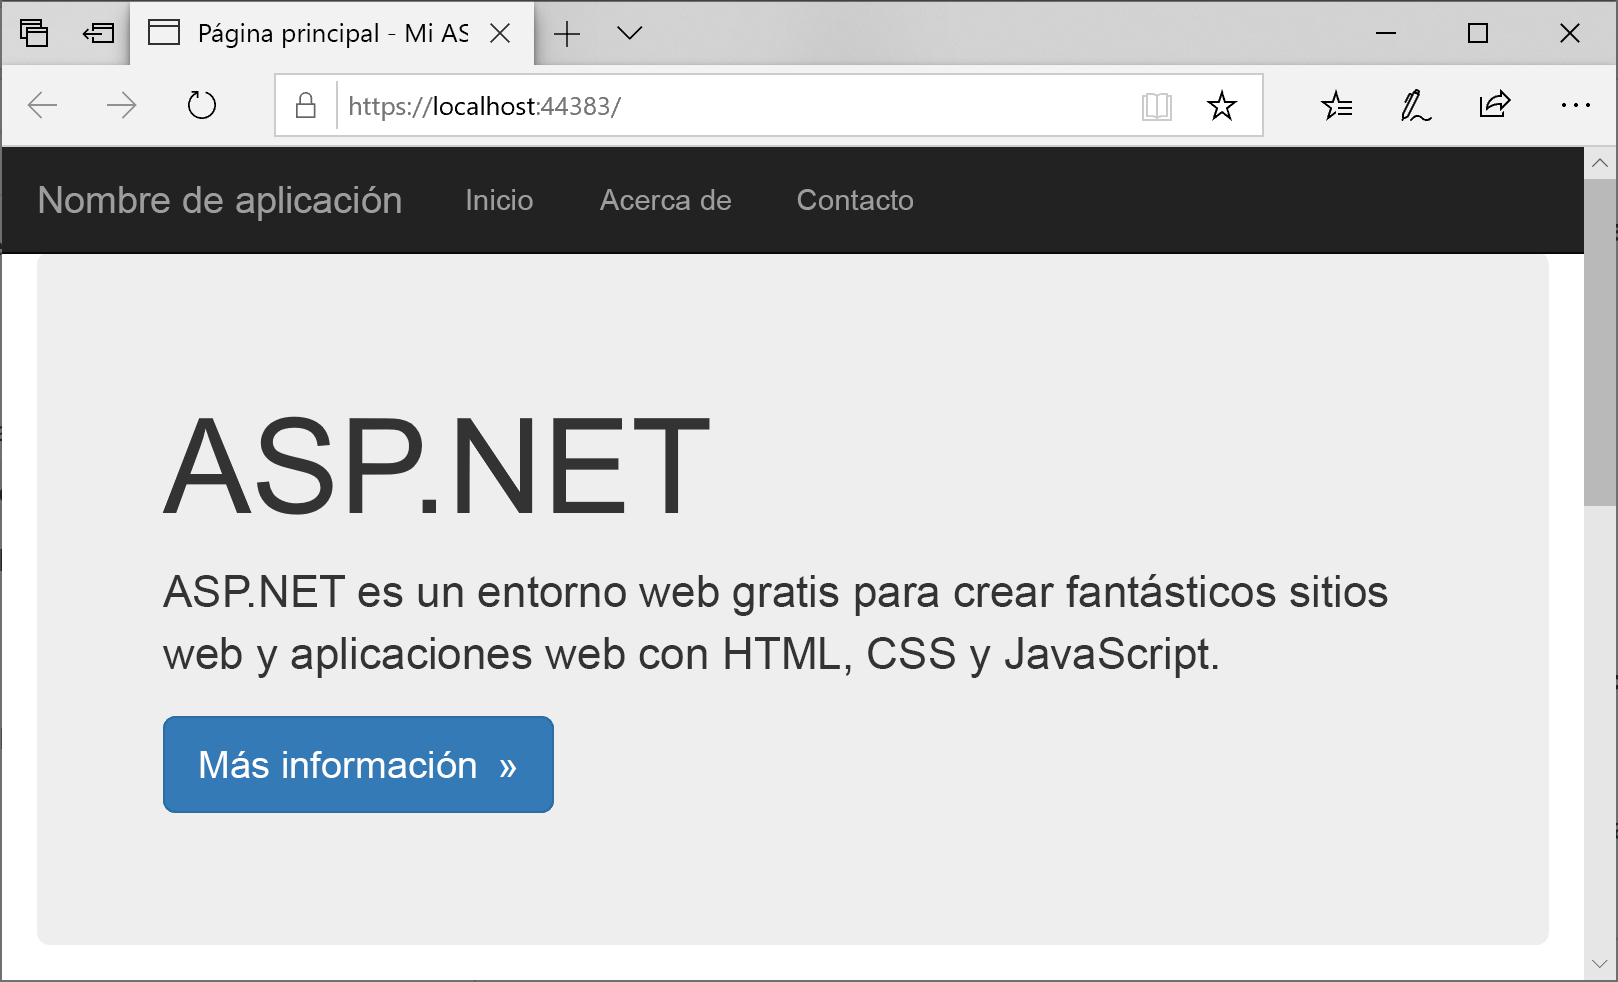 Página principal - Mi AS
https://localhost:44383/
Nombre de aplicación Inicio Acerca de Contacto
ASP.NET
ASP.NET es un entorno web gratis para crear fantásticos sitios
web y aplicaciones web con HTML, CSS y JavaScript.
Más información »